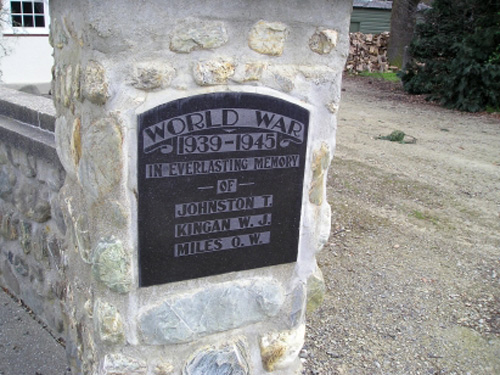 WORLD WAR
1939-1945
IN EVERLASTING MEMORY
— OF —
JOHNSTON T.
KINGAN W. J.
MILES O. W.